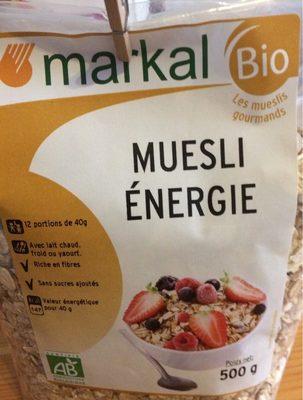 markal
Bio
Les mueslis
gourmands
MUESLI
ÉNERGIE
12 portions de 40g
Avec lait chaud,
froid ou yaourt.
Riche en fibres
Sans sucres ajoutés
Valeur énergétique
pour 40 g
AB
Poids net:
500 g